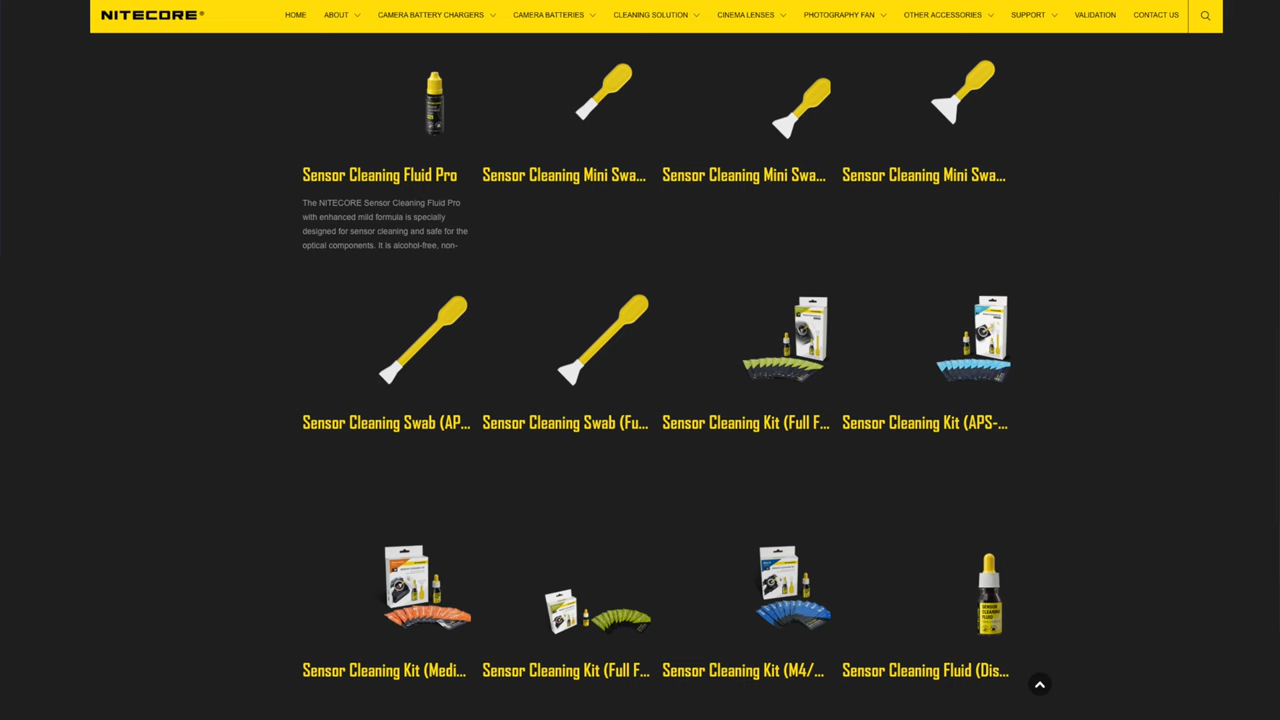 NITECORE®
HOME ABOUT CAMERA BATTERY CHARGERS CAMERA BATTERIES CLEANING SOLUTION CINEMA LENSES PHOTOGRAPHY FAN OTHER ACCESSORIES SUPPORT VALIDATION CONTACT US
Sensor Cleaning Fluid Pro
The NITECORE Sensor Cleaning Fluid Pro
with enhanced mild formula is specially
designed for sensor cleaning and safe for the
optical components. It is alcohol-free, non-
Sensor Cleaning Mini Swa...
Sensor Cleaning Mini Swa...
Sensor Cleaning Mini Swa...
Sensor Cleaning Swab (AP...
Sensor Cleaning Swab (Fu...
Sensor Cleaning Kit (Full F...
Sensor Cleaning Kit (APS-...
SENSOR
CLEANING
FLUID
Sensor Cleaning Kit (Medi...
Sensor Cleaning Kit (Full F...
Sensor Cleaning Kit (M4/...
Sensor Cleaning Fluid (Dis...